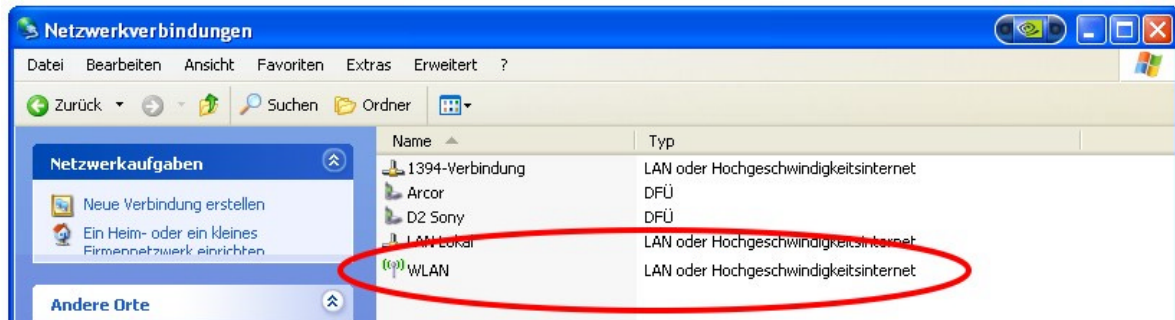 Netzwerkverbindungen
Datei Bearbeiten Ansicht Favoriten Extras Erweitert ?
Zurück Suchen Ordner
Name Typ
Netzwerkaufgaben
Neue Verbindung erstellen
Ein Heim- oder ein kleines
Firmennetzwerk einrichten
Andere Orte
1394-Verbindung LAN oder Hochgeschwindigkeitsinternet
Arcor DFÜ
D2 Sony DFÜ
LAN Lokal LAN oder Hochgeschwindigkeitsinternet
WLAN LAN oder Hochgeschwindigkeitsinternet